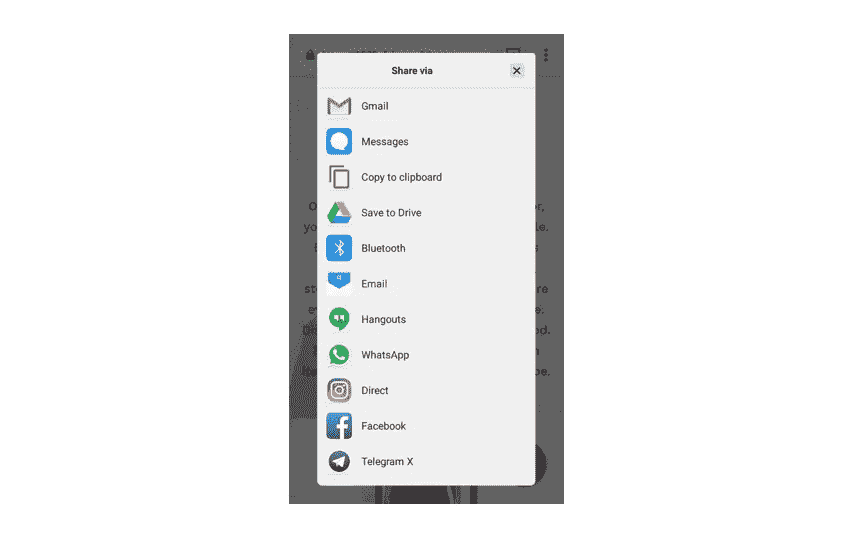 Share via
Gmail
Messages
Copy to clipboard
Save to Drive
Bluetooth
Email
Hangouts
WhatsApp
Direct
Facebook
Telegram X